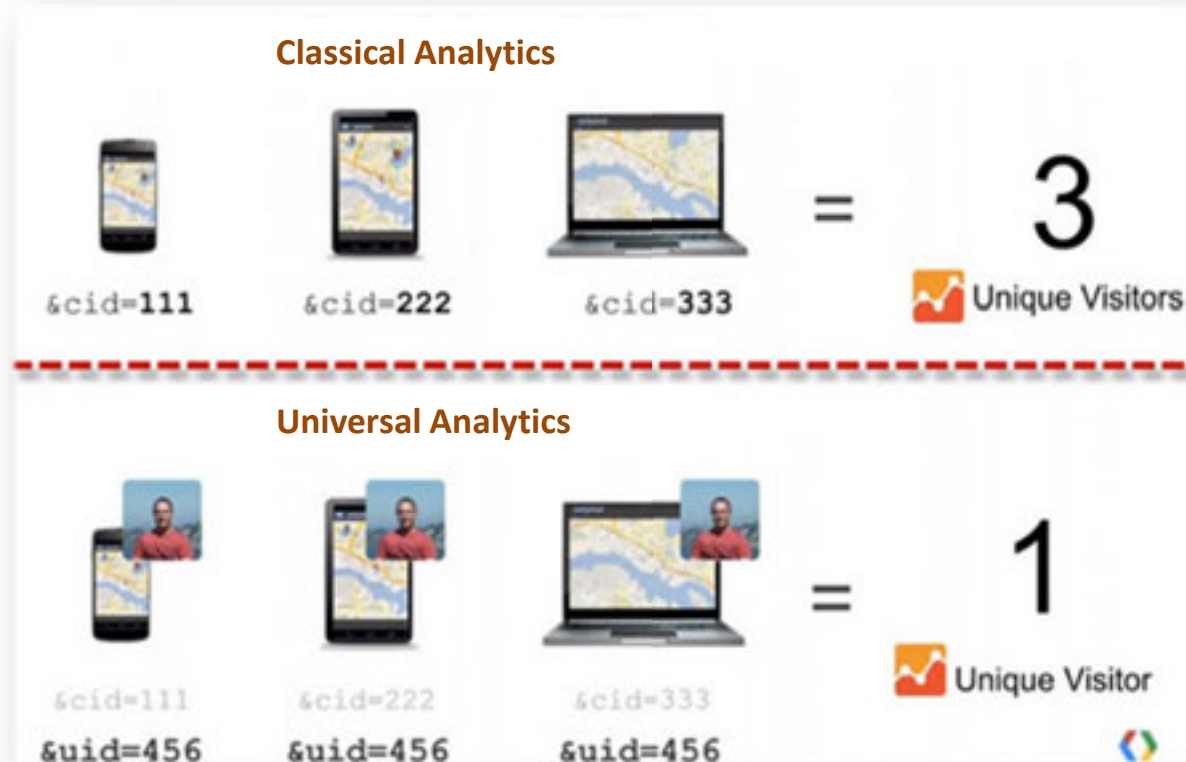 Classical Analytics
=
3
&cid=111
&cid=222
&cid=333
Unique Visitors
Universal Analytics
=
1
Unique Visitor
&cid=111
&cid=222
&cid=333
&uid=456
&uid=456
&uid=456